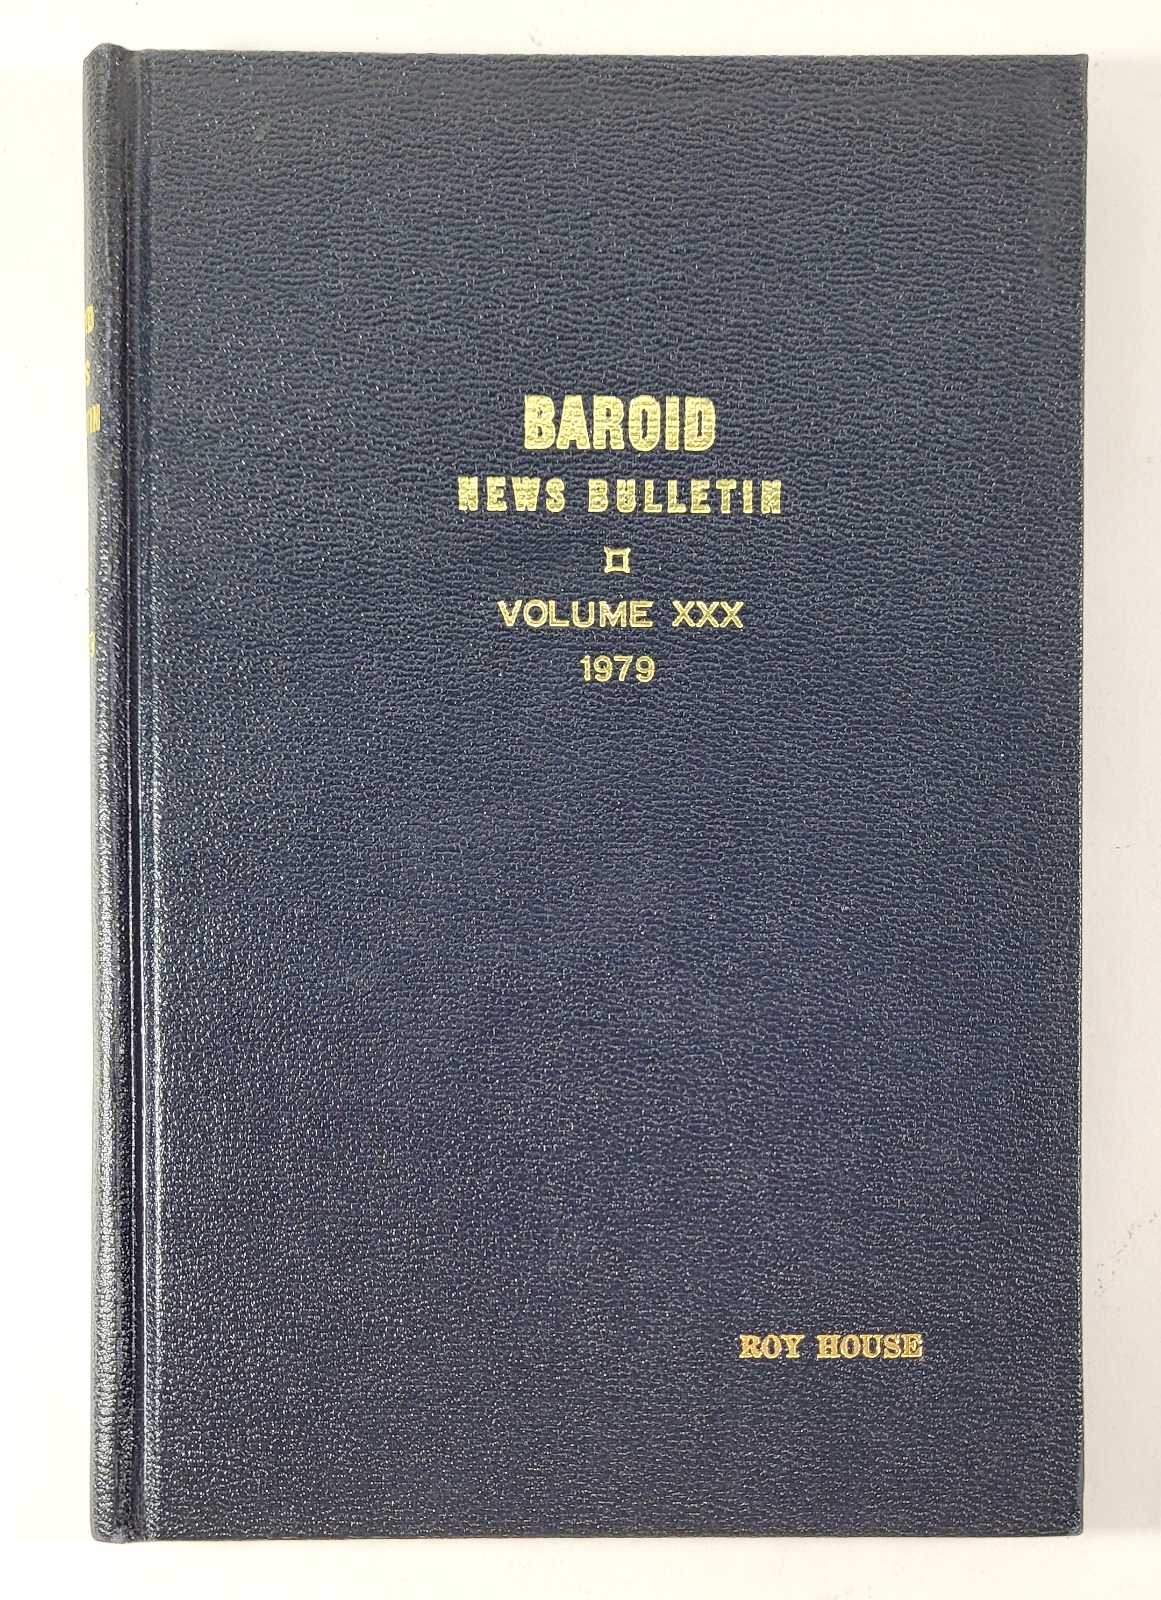 BAROID
NEWS BULLETIN
VOLUME XXX
1979
ROY HOUSE